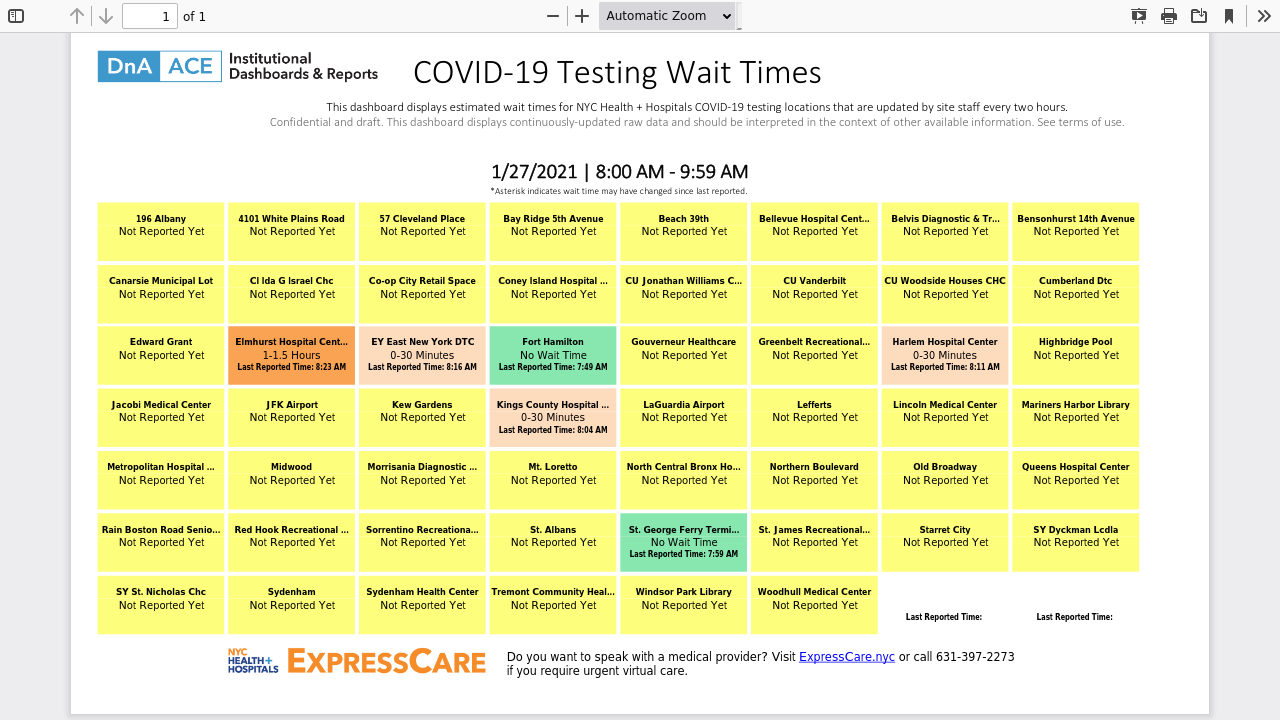 1 of 1 Automatic Zoom
DnA ACE Institutional
Dashboards & Reports
COVID-19 Testing Wait Times
This dashboard displays estimated wait times for NYC Health + Hospitals COVID-19 testing locations that are updated by site staff every two hours.
Confidential and draft. This dashboard displays continuously-updated raw data and should be interpreted in the context of other available information. See terms of use.
1/27/2021 | 8:00 AM - 9:59 AM
*Asterisk indicates wait time may have changed since last reported.
196 Albany
Not Reported Yet
4101 White Plains Road
Not Reported Yet
57 Cleveland Place
Not Reported Yet
Bay Ridge 5th Avenue
Not Reported Yet
Beach 39th
Not Reported Yet
Bellevue Hospital Cent...
Not Reported Yet
Belvis Diagnostic & Tr...
Not Reported Yet
Bensonhurst 14th Avenue
Not Reported Yet
Canarsie Municipal Lot
Not Reported Yet
CI Ida G Israel Chc
Not Reported Yet
Co-op City Retail Space
Not Reported Yet
Coney Island Hospital ...
Not Reported Yet
CU Jonathan Williams C...
Not Reported Yet
CU Vanderbilt
Not Reported Yet
CU Woodside Houses CHC
Not Reported Yet
Cumberland Dtc
Not Reported Yet
Edward Grant
Not Reported Yet
Elmhurst Hospital Cent...
1-1.5 Hours
Last Reported Time: 8:23 AM
EY East New York DTC
0-30 Minutes
Last Reported Time: 8:16 AM
Fort Hamilton
No Wait Time
Last Reported Time: 7:49 AM
Gouverneur Healthcare
Not Reported Yet
Greenbelt Recreational...
Not Reported Yet
Harlem Hospital Center
0-30 Minutes
Last Reported Time: 8:11 AM
Highbridge Pool
Not Reported Yet
Jacobi Medical Center
Not Reported Yet
JFK Airport
Not Reported Yet
Kew Gardens
Not Reported Yet
Kings County Hospital ...
0-30 Minutes
Last Reported Time: 8:04 AM
LaGuardia Airport
Not Reported Yet
Lefferts
Not Reported Yet
Lincoln Medical Center
Not Reported Yet
Mariners Harbor Library
Not Reported Yet
Metropolitan Hospital ...
Not Reported Yet
Midwood
Not Reported Yet
Morrisania Diagnostic ...
Not Reported Yet
Mt. Loretto
Not Reported Yet
North Central Bronx Ho...
Not Reported Yet
Northern Boulevard
Not Reported Yet
Old Broadway
Not Reported Yet
Queens Hospital Center
Not Reported Yet
Rain Boston Road Senio...
Not Reported Yet
Red Hook Recreational ...
Not Reported Yet
Sorrentino Recreationa...
Not Reported Yet
St. Albans
Not Reported Yet
St. George Ferry Termi...
No Wait Time
Last Reported Time: 7:59 AM
St. James Recreational...
Not Reported Yet
Starret City
Not Reported Yet
SY Dyckman Lcdla
Not Reported Yet
SY St. Nicholas Chc
Not Reported Yet
Sydenham
Not Reported Yet
Sydenham Health Center
Not Reported Yet
Tremont Community Heal...
Not Reported Yet
Windsor Park Library
Not Reported Yet
Woodhull Medical Center
Not Reported Yet
Last Reported Time:
Last Reported Time:
NYC
HEALTH+
HOSPITALS
EXPRESSCARE
Do you want to speak with a medical provider? Visit ExpressCare.nyc or call 631-397-2273
if you require urgent virtual care.